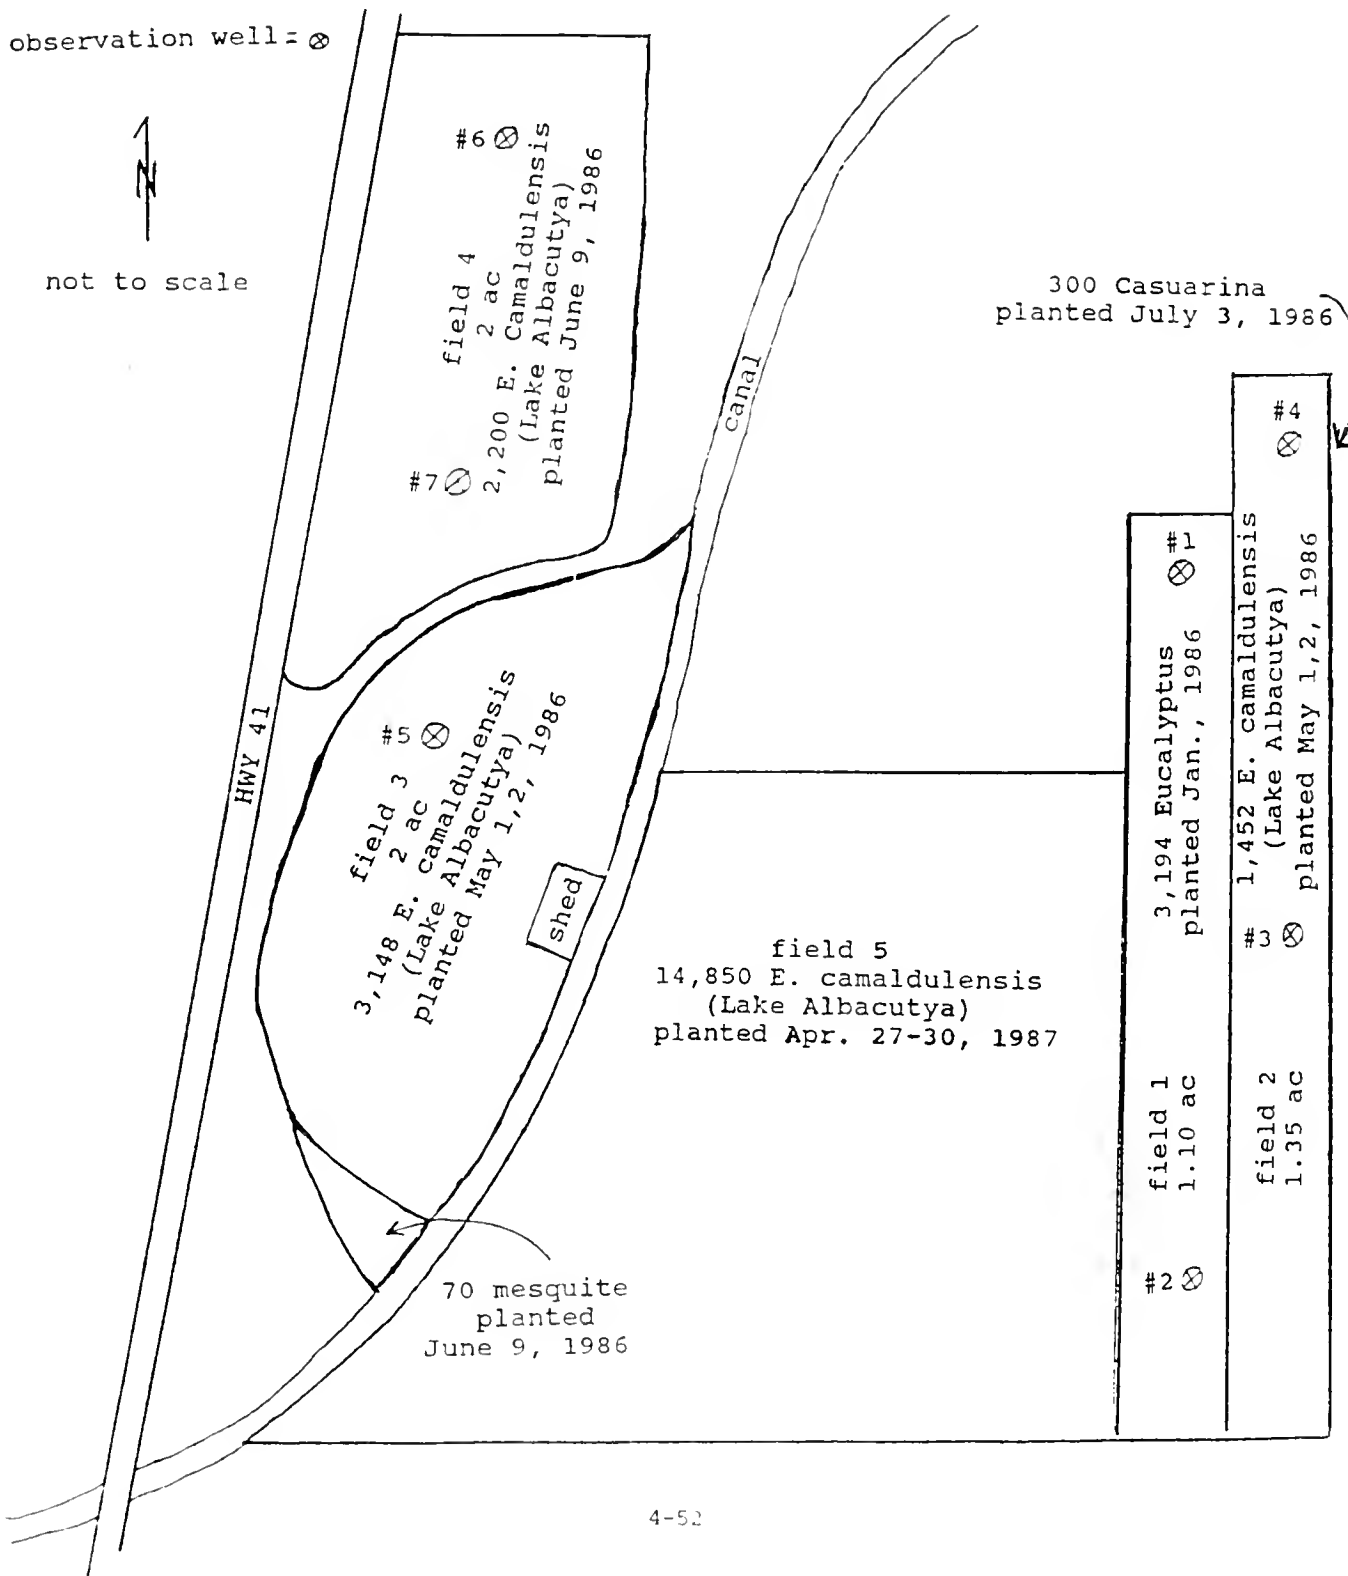 observation well = ⊗
N
not to scale
#6 ⊗
field 4
2 ac
2,200 E. Camaldulensis
(Lake Albacutya)
planted June 9, 1986
#7 ⊗
canal
300 Casuarina
planted July 3, 1986
#4
⊗
#1
⊗
3,194 Eucalyptus
planted Jan., 1986
1,452 E. camaldulensis
(Lake Albacutya)
planted May 1,2, 1986
#3 ⊗
HWY 41
#5 ⊗
field 3
2 ac
3,148 E. camaldulensis
(Lake Albacutya)
planted May 1,2, 1986
shed
field 5
14,850 E. camaldulensis
(Lake Albacutya)
planted Apr. 27-30, 1987
field 1
1.10 ac
field 2
1.35 ac
#2 ⊗
70 mesquite
planted
June 9, 1986
4-52